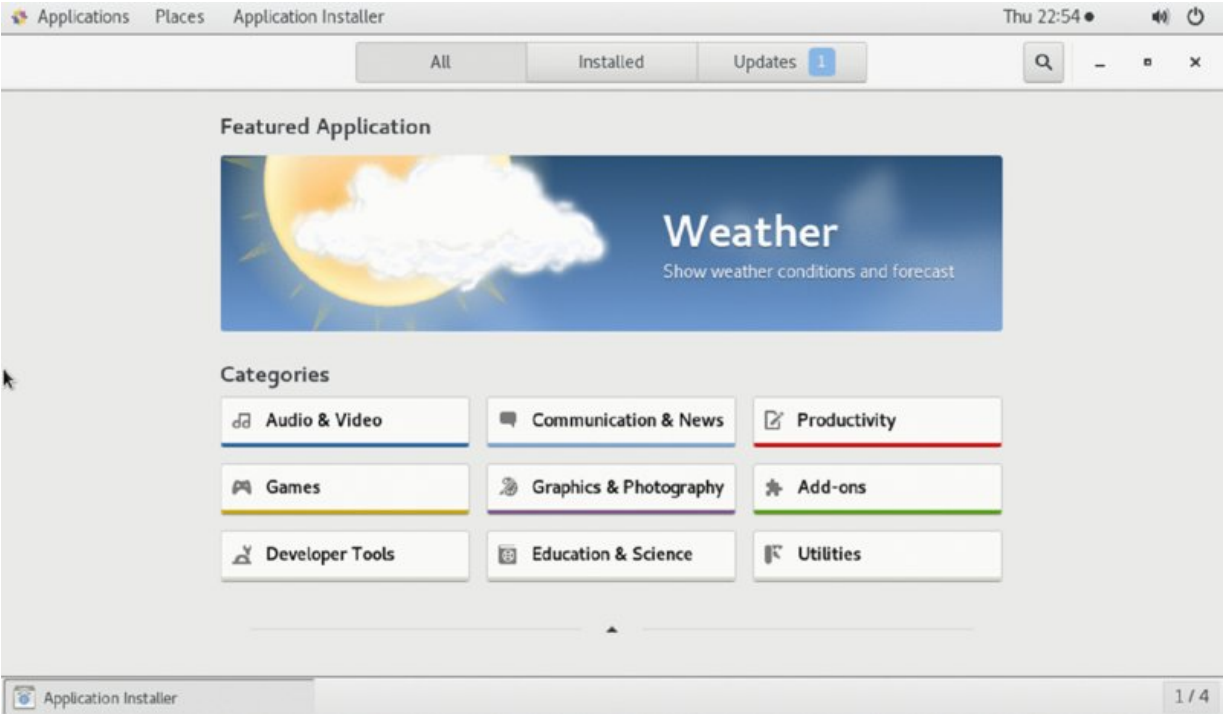 Applications Places Application Installer Thu 22:54
All Installed Updates 1
Featured Application
Weather
Show weather conditions and forecast
Categories
Audio & Video Communication & News Productivity
Games Graphics & Photography Add-ons
Developer Tools Education & Science Utilities
Application Installer 1 / 4